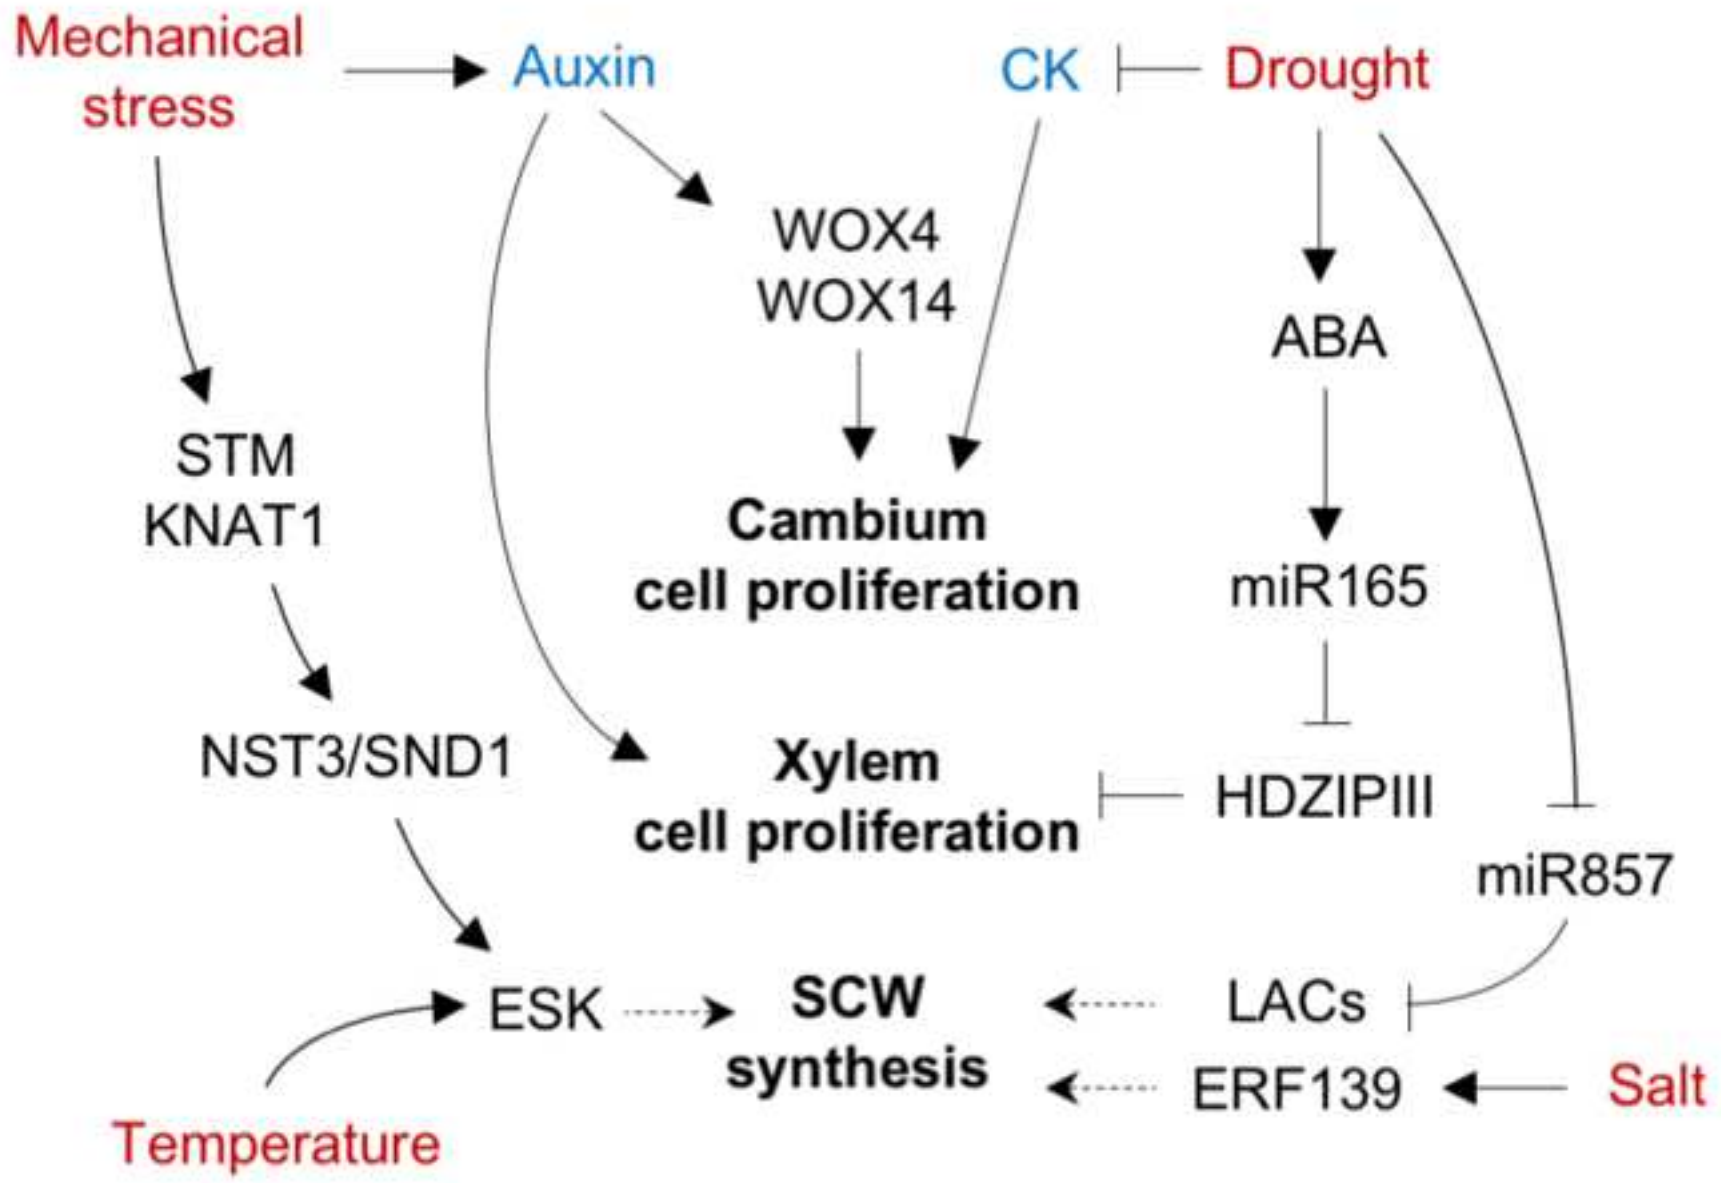 Mechanical
stress
Auxin
CK
Drought
WOX4
WOX14
ABA
STM
KNAT1
Cambium
cell proliferation
miR165
NST3/SND1
Xylem
cell proliferation
HDZIPIII
miR857
ESK
SCW
synthesis
LACs
ERF139
Salt
Temperature